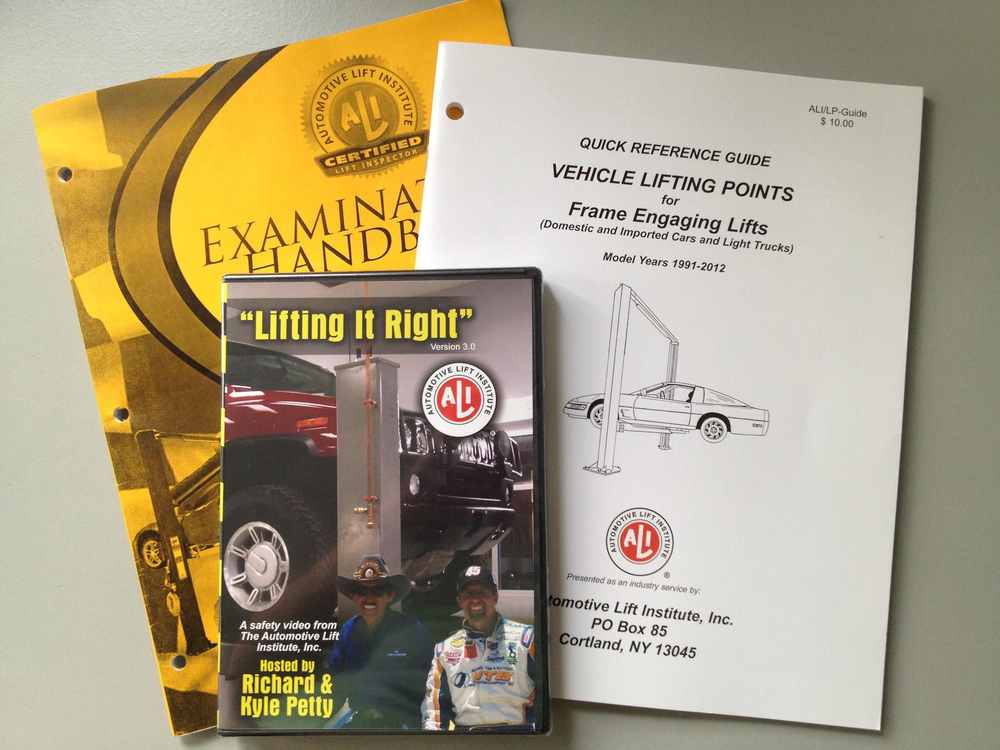 AUTOMOTIVE LIFT INSTITUTE
ALI
CERTIFIED
LIFT INSPECTOR
EXAMINAT
HANDB
ALI/LP-Guide
$ 10.00
QUICK REFERENCE GUIDE
VEHICLE LIFTING POINTS
for
Frame Engaging Lifts
(Domestic and Imported Cars and Light Trucks)
Model Years 1991-2012
AUTOMOTIVE LIFT INSTITUTE
ALI
®
Presented as an industry service by:
tomotive Lift Institute, Inc.
PO Box 85
Cortland, NY 13045
“Lifting It Right”
Version 3.0
AUTOMOTIVE LIFT INSTITUTE
ALI
®
45
A safety video from
The Automotive Lift
Institute, Inc.
Hosted by
Richard &
Kyle Petty